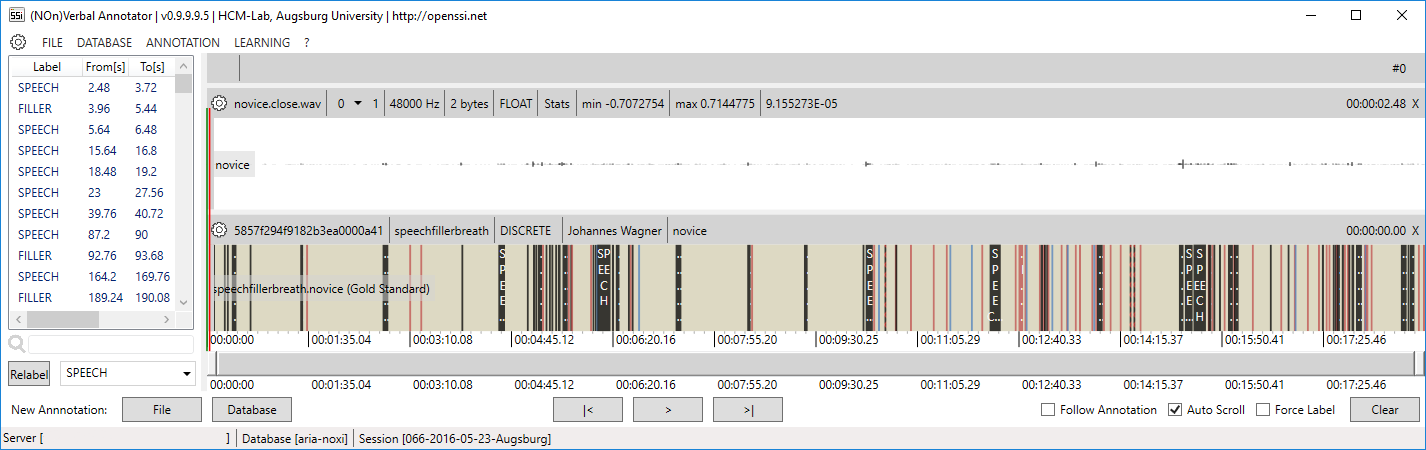 SSi (NOn)Verbal Annotator | v0.9.9.9.5 | HCM-Lab, Augsburg University | http://openssi.net
FILE DATABASE ANNOTATION LEARNING ?
Label From[s] To[s]
SPEECH 2.48 3.72
FILLER 3.96 5.44
SPEECH 5.64 6.48
SPEECH 15.64 16.8
SPEECH 18.48 19.2
SPEECH 23 27.56
SPEECH 39.76 40.72
SPEECH 87.2 90
FILLER 92.76 93.68
SPEECH 164.2 169.76
FILLER 189.24 190.08
Relabel SPEECH
#0
novice.close.wav 0 1 48000 Hz 2 bytes FLOAT Stats min -0.7072754 max 0.7144775 9.155273E-05 00:00:02.48 X
novice
5857f294f9182b3ea0000a41 speechfillerbreath DISCRETE Johannes Wagner novice 00:00:00.00 X
SPEE... SPEECH SPEE... SPEEC... SPEE... SPEECH
speechfillerbreath.novice (Gold Standard)
00:00:00 00:01:35.04 00:03:10.08 00:04:45.12 00:06:20.16 00:07:55.20 00:09:30.25 00:11:05.29 00:12:40.33 00:14:15.37 00:15:50.41 00:17:25.46
00:00:00 00:01:35.04 00:03:10.08 00:04:45.12 00:06:20.16 00:07:55.20 00:09:30.25 00:11:05.29 00:12:40.33 00:14:15.37 00:15:50.41 00:17:25.46
New Annnotation: File Database |< > >| Follow Annotation Auto Scroll Force Label Clear
Server [ ] Database [aria-noxi] Session [066-2016-05-23-Augsburg]